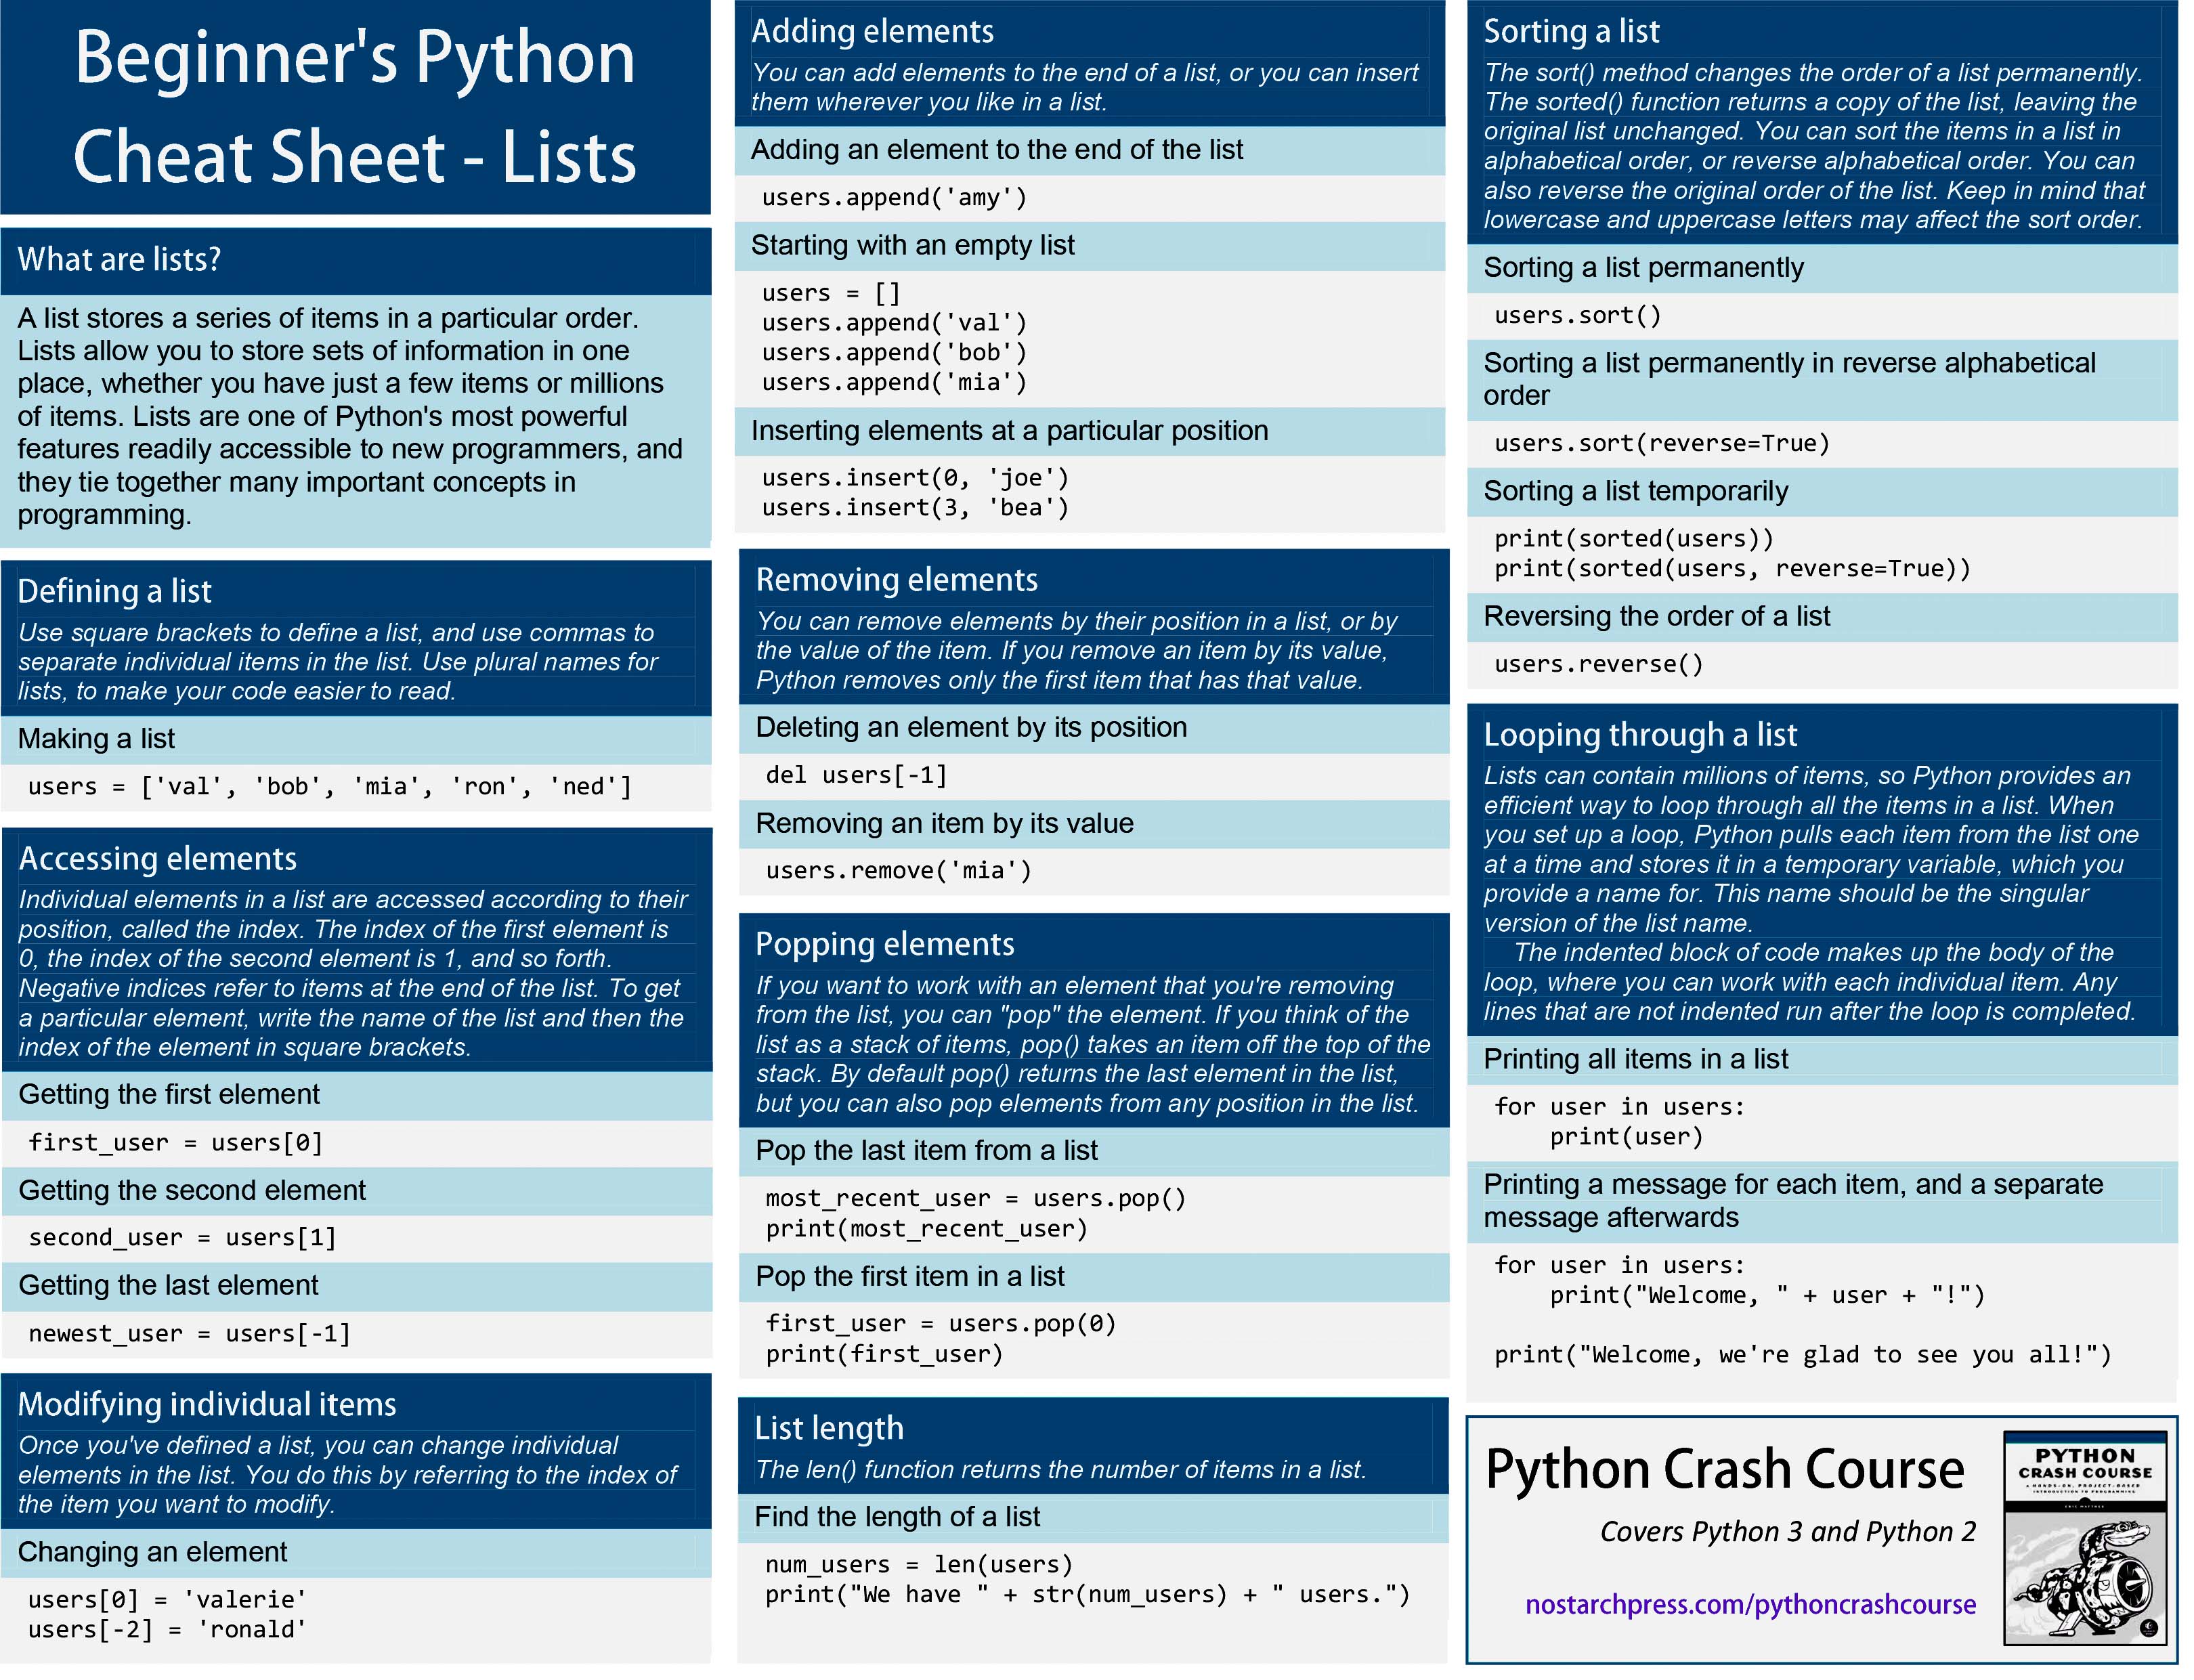 Beginner's Python
Cheat Sheet - Lists
What are lists?
A list stores a series of items in a particular order.
Lists allow you to store sets of information in one
place, whether you have just a few items or millions
of items. Lists are one of Python's most powerful
features readily accessible to new programmers, and
they tie together many important concepts in
programming.
Defining a list
Use square brackets to define a list, and use commas to
separate individual items in the list. Use plural names for
lists, to make your code easier to read.
Making a list
users = ['val', 'bob', 'mia', 'ron', 'ned']
Accessing elements
Individual elements in a list are accessed according to their
position, called the index. The index of the first element is
0, the index of the second element is 1, and so forth.
Negative indices refer to items at the end of the list. To get
a particular element, write the name of the list and then the
index of the element in square brackets.
Getting the first element
first_user = users[0]
Getting the second element
second_user = users[1]
Getting the last element
newest_user = users[-1]
Modifying individual items
Once you've defined a list, you can change individual
elements in the list. You do this by referring to the index of
the item you want to modify.
Changing an element
users[0] = 'valerie'
users[-2] = 'ronald'
Adding elements
You can add elements to the end of a list, or you can insert
them wherever you like in a list.
Adding an element to the end of the list
users.append('amy')
Starting with an empty list
users = []
users.append('val')
users.append('bob')
users.append('mia')
Inserting elements at a particular position
users.insert(0, 'joe')
users.insert(3, 'bea')
Removing elements
You can remove elements by their position in a list, or by
the value of the item. If you remove an item by its value,
Python removes only the first item that has that value.
Deleting an element by its position
del users[-1]
Removing an item by its value
users.remove('mia')
Popping elements
If you want to work with an element that you're removing
from the list, you can "pop" the element. If you think of the
list as a stack of items, pop() takes an item off the top of the
stack. By default pop() returns the last element in the list,
but you can also pop elements from any position in the list.
Pop the last item from a list
most_recent_user = users.pop()
print(most_recent_user)
Pop the first item in a list
first_user = users.pop(0)
print(first_user)
List length
The len() function returns the number of items in a list.
Find the length of a list
num_users = len(users)
print("We have " + str(num_users) + " users.")
Sorting a list
The sort() method changes the order of a list permanently.
The sorted() function returns a copy of the list, leaving the
original list unchanged. You can sort the items in a list in
alphabetical order, or reverse alphabetical order. You can
also reverse the original order of the list. Keep in mind that
lowercase and uppercase letters may affect the sort order.
Sorting a list permanently
users.sort()
Sorting a list permanently in reverse alphabetical
order
users.sort(reverse=True)
Sorting a list temporarily
print(sorted(users))
print(sorted(users, reverse=True))
Reversing the order of a list
users.reverse()
Looping through a list
Lists can contain millions of items, so Python provides an
efficient way to loop through all the items in a list. When
you set up a loop, Python pulls each item from the list one
at a time and stores it in a temporary variable, which you
provide a name for. This name should be the singular
version of the list name.
The indented block of code makes up the body of the
loop, where you can work with each individual item. Any
lines that are not indented run after the loop is completed.
Printing all items in a list
for user in users:
    print(user)
Printing a message for each item, and a separate
message afterwards
for user in users:
    print("Welcome, " + user + "!")
print("Welcome, we're glad to see you all!")
Python Crash Course
Covers Python 3 and Python 2
nostarchpress.com/pythoncrashcourse
PYTHON
CRASH COURSE
A HANDS-ON, PROJECT-BASED
INTRODUCTION TO PROGRAMMING
ERIC MATTHES